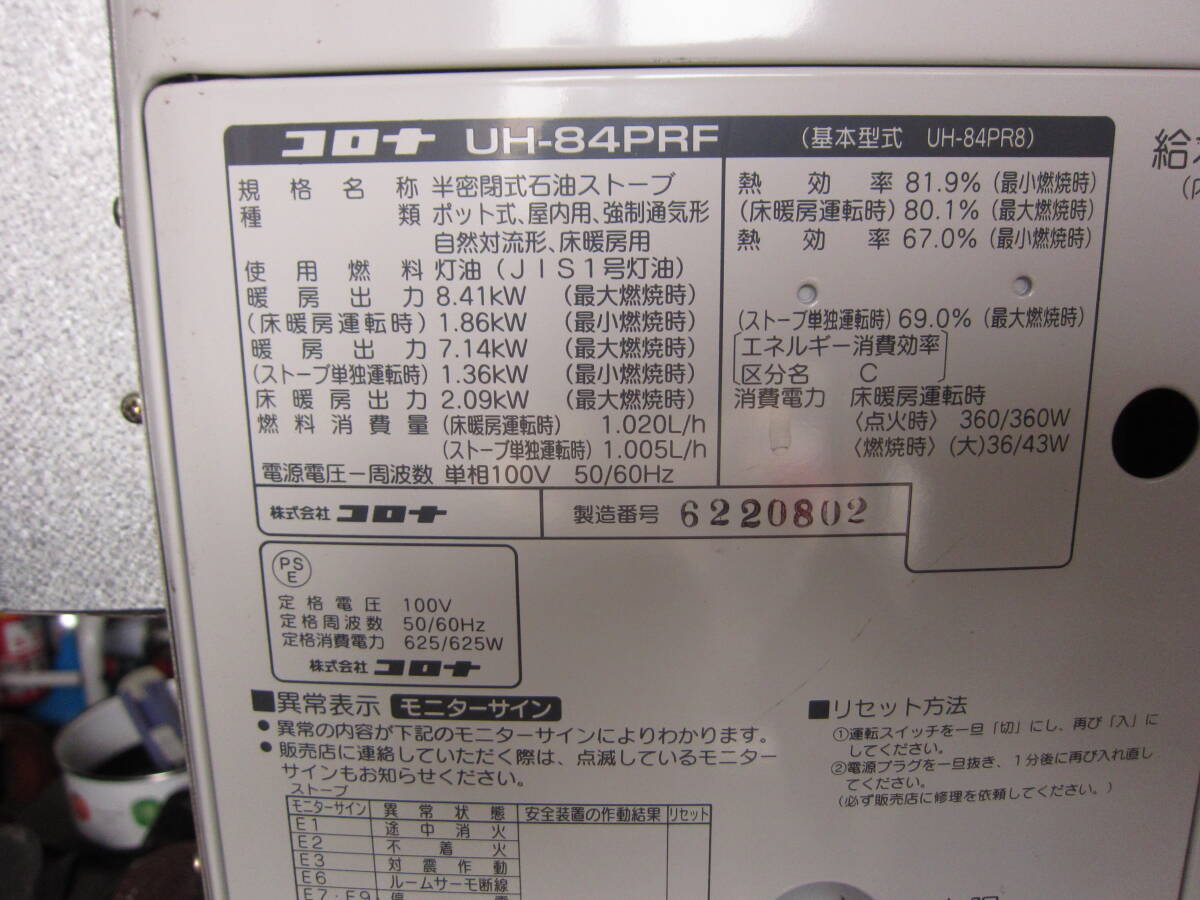 コロナ UH-84PRF
(基本型式 UH-84PR8)
規格名称 半密閉式石油ストーブ
種類 ポット式、屋内用、強制通気形
自然対流形、床暖房用
使用燃料 灯油(JIS1号灯油)
暖房出力 8.41kW (最大燃焼時)
(床暖房運転時) 1.86kW (最小燃焼時)
暖房出力 7.14kW (最大燃焼時)
(ストーブ単独運転時) 1.36kW (最小燃焼時)
床暖房出力 2.09kW (最大燃焼時)
燃料消費量 (床暖房運転時) 1.020L/h
(ストーブ単独運転時) 1.005L/h
電源電圧ー周波数 単相100V 50/60Hz
熱効率 81.9% (最小燃焼時)
(床暖房運転時) 80.1% (最大燃焼時)
熱効率 67.0% (最小燃焼時)
(ストーブ単独運転時) 69.0% (最大燃焼時)
エネルギー消費効率
区分名 C
消費電力 床暖房運転時
〈点火時〉 360/360W
〈燃焼時〉 (大)36/43W
株式会社 コロナ
製造番号 6220802
給
PS
E
定格電圧 100V
定格周波数 50/60Hz
定格消費電力 625/625W
株式会社 コロナ
■異常表示 モニターサイン
● 異常の内容が下記のモニターサインによりわかります。
● 販売店に連絡していただく際は、点滅しているモニター
サインもお知らせください。
ストーブ
モニターサイン 異常状態 安全装置の作動結果 リセット
E1 途中消火
E2 不着火
E3 対震作動
E6 ルームサーモ断線
E7・E9 停電
■リセット方法
①運転スイッチを一旦「切」にし、再び「入」に
してください。
②電源プラグを一旦抜き、1分後に再び入れ直し
てください。
(必ず販売店に修理を依頼してください。)